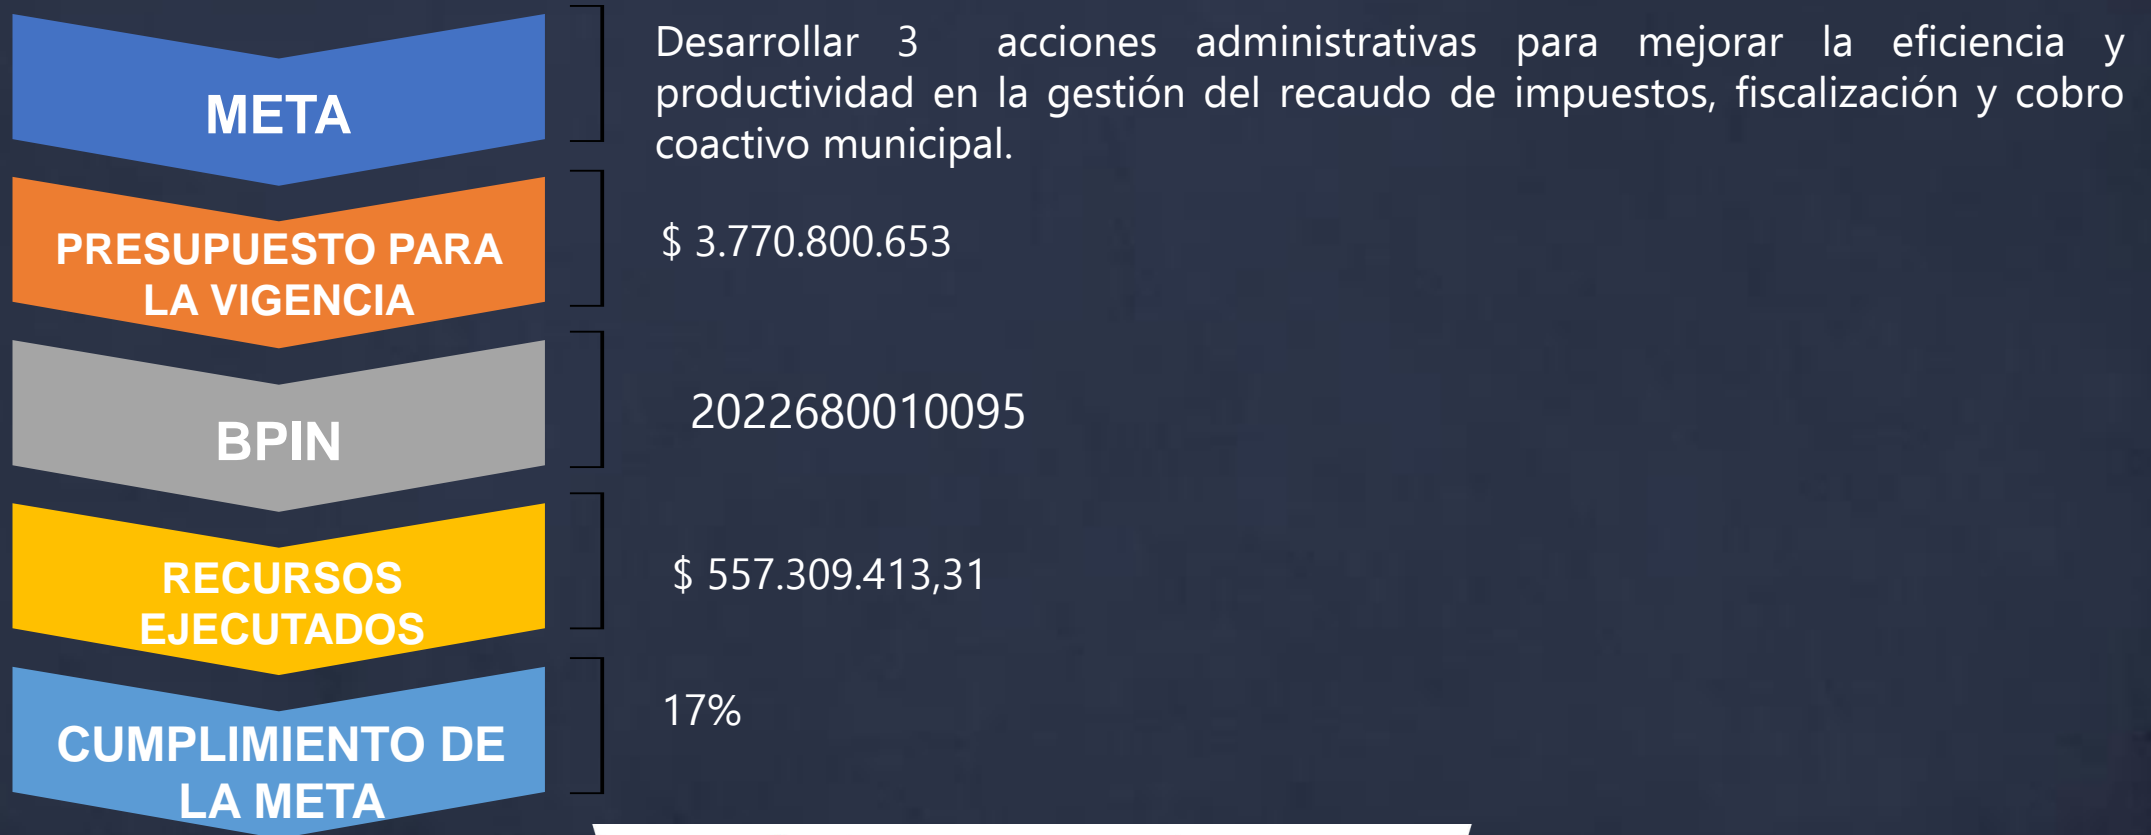 META
Desarrollar 3 acciones administrativas para mejorar la eficiencia y
productividad en la gestión del recaudo de impuestos, fiscalización y cobro
coactivo municipal.
PRESUPUESTO PARA
LA VIGENCIA
$ 3.770.800.653
BPIN
2022680010095
RECURSOS
EJECUTADOS
$ 557.309.413,31
CUMPLIMIENTO DE
LA META
17%